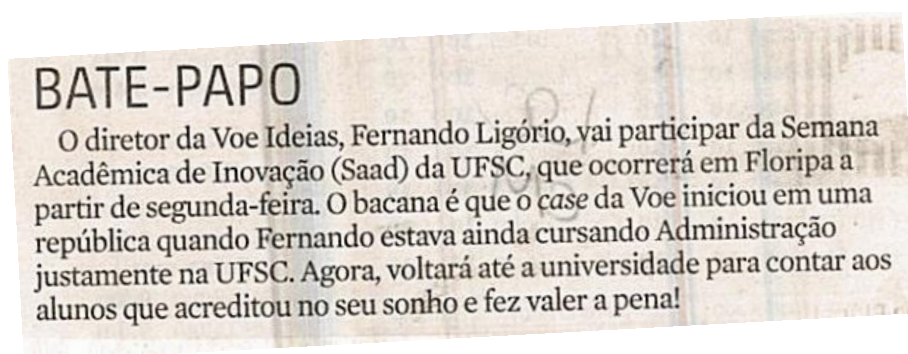 BATE-PAPO
O diretor da Voe Ideias, Fernando Ligório, vai participar da Semana
Acadêmica de Inovação (Saad) da UFSC, que ocorrerá em Floripa a
partir de segunda-feira. O bacana é que o case da Voe iniciou em uma
república quando Fernando estava ainda cursando Administração
justamente na UFSC. Agora, voltará até a universidade para contar aos
alunos que acreditou no seu sonho e fez valer a pena!